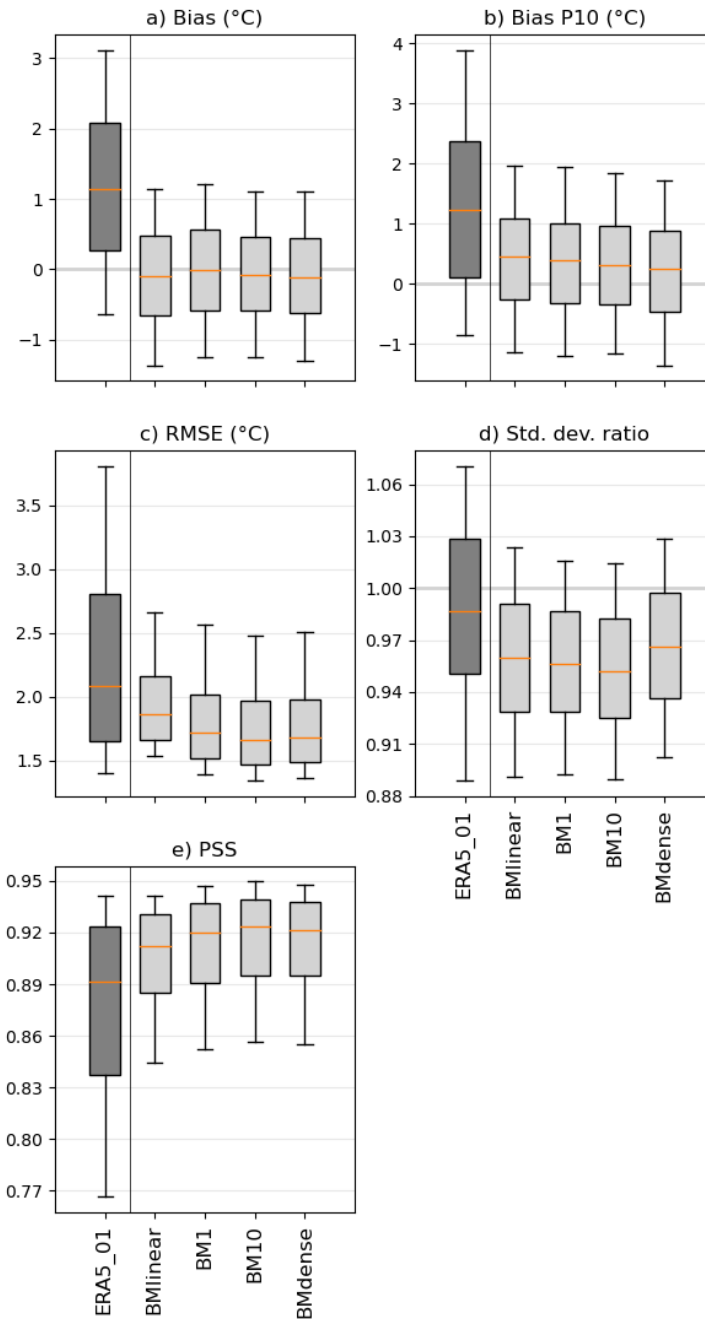 a) Bias (°C)
3
2
1
0
−1
b) Bias P10 (°C)
4
3
2
1
0
−1
c) RMSE (°C)
3.5
3.0
2.5
2.0
1.5
d) Std. dev. ratio
1.06
1.03
1.00
0.97
0.94
0.91
0.88
ERA5_01
BMlinear
BM1
BM10
BMdense
e) PSS
0.95
0.92
0.89
0.86
0.83
0.80
0.77
ERA5_01
BMlinear
BM1
BM10
BMdense